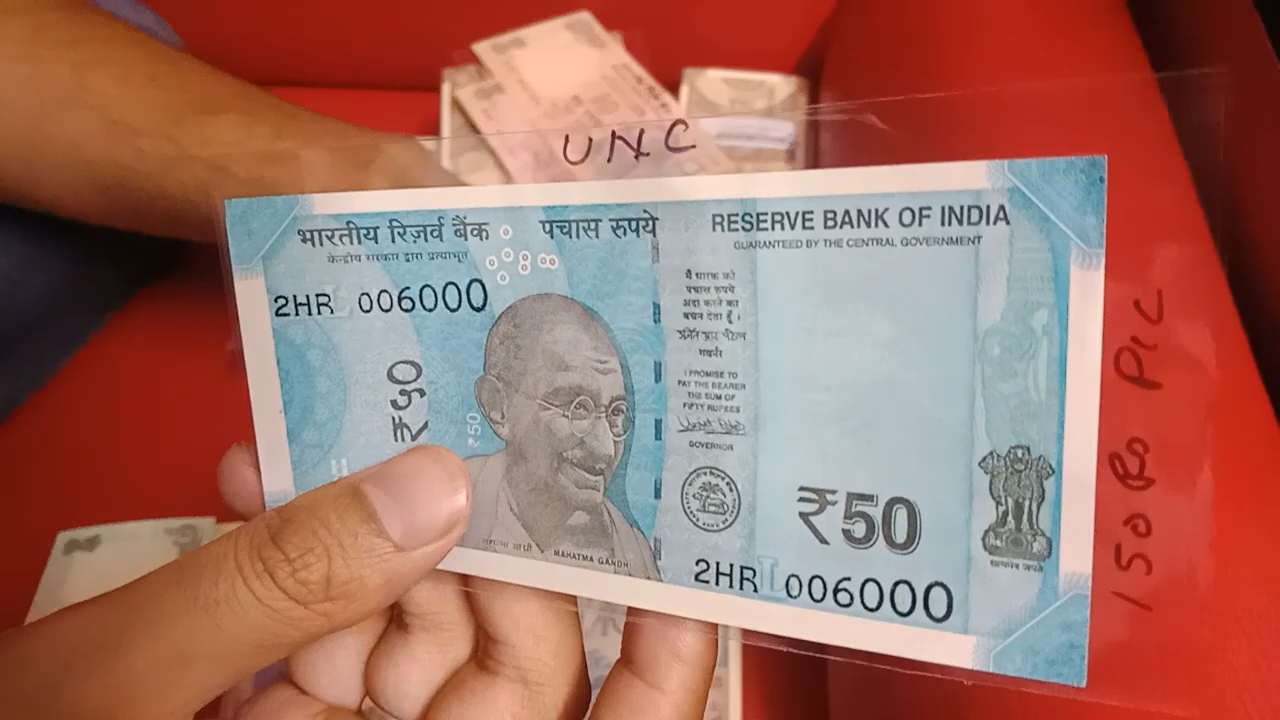 UNC
भारतीय रिज़र्व बैंक
केन्द्रीय सरकार द्वारा प्रत्याभूत
पचास रुपये
RESERVE BANK OF INDIA
GUARANTEED BY THE CENTRAL GOVERNMENT
2HR 006000
₹५०
₹50
मैं धारक को
पचास रुपये
अदा करने का
वचन देता हूँ।
गवर्नर
I PROMISE TO
PAY THE BEARER
THE SUM OF
FIFTY RUPEES
GOVERNOR
₹50
सत्यमेव जयते
2HR L 006000
MAHATMA GANDHI
150 Rs PIC